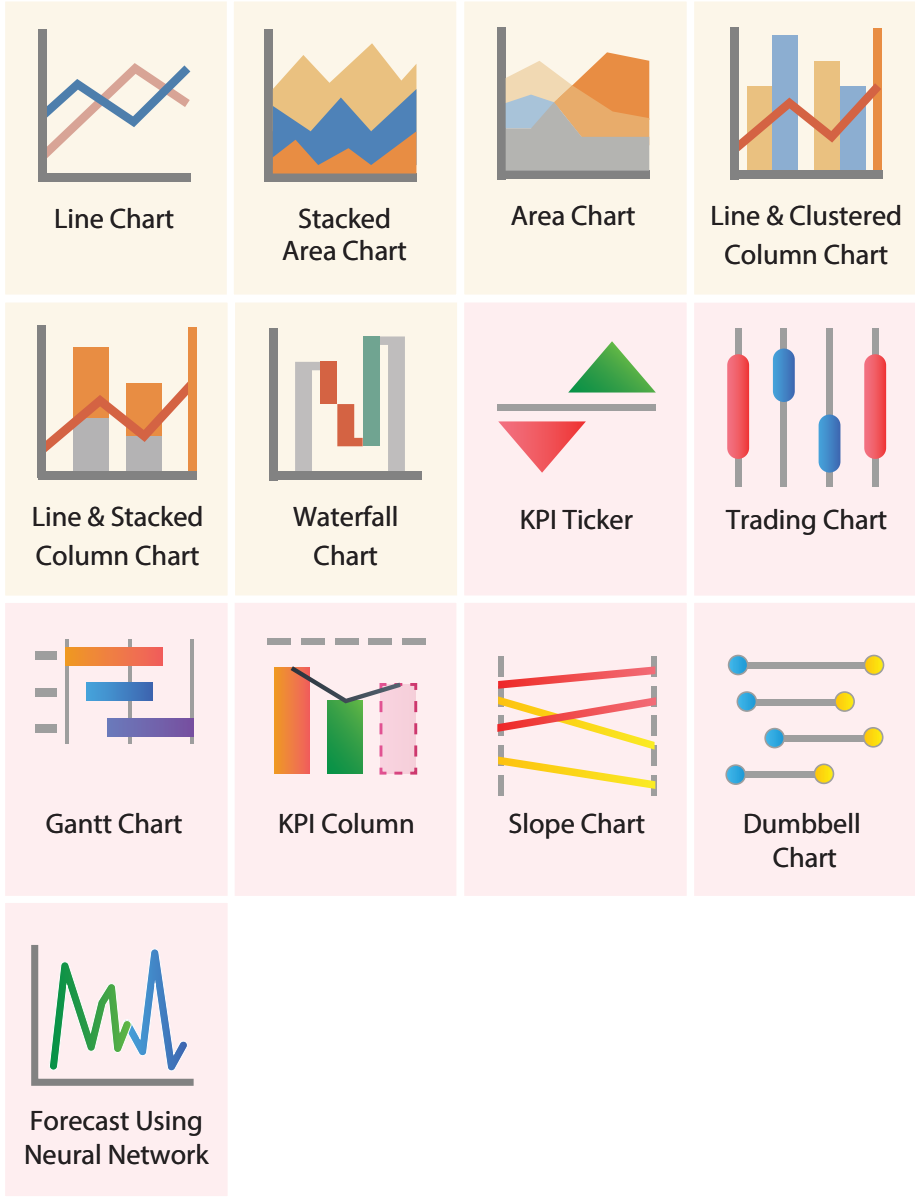 Line Chart
Stacked
Area Chart
Area Chart
Line & Clustered
Column Chart
Line & Stacked
Column Chart
Waterfall
Chart
KPI Ticker
Trading Chart
Gantt Chart
KPI Column
Slope Chart
Dumbbell
Chart
Forecast Using
Neural Network